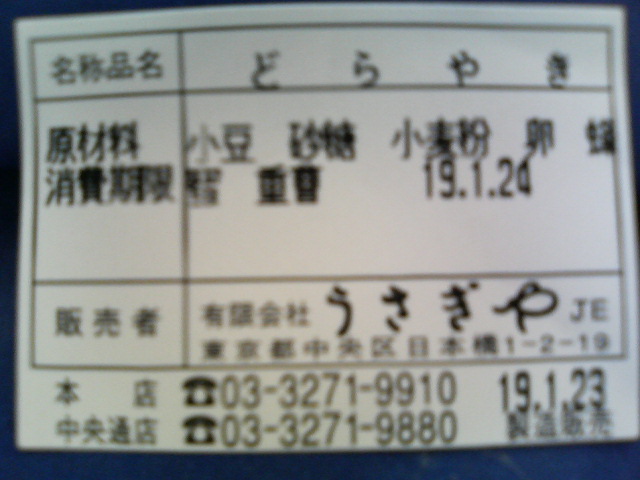 名称品名 どらやき
原材料 小豆 砂糖 小麦粉 卵
消費期限 蜜 重曹 19.1.24
販売者 有限会社 うさぎや JE
東京都中央区日本橋1-2-19
本店 ☎03-3271-9910 19.1.23
中央通店 ☎03-3271-9880 製造販売